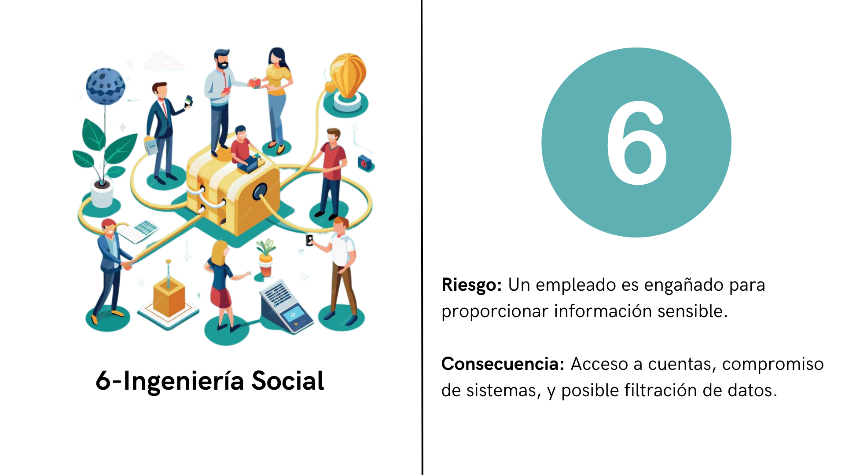 6-Ingeniería Social
6
Riesgo: Un empleado es engañado para
proporcionar información sensible.
Consecuencia: Acceso a cuentas, compromiso
de sistemas, y posible filtración de datos.